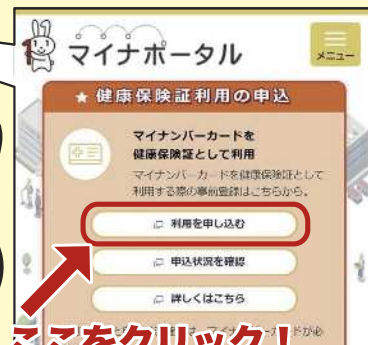 マイナポータル
メニュー
★ 健康保険証利用の申込
マイナンバーカードを
健康保険証として利用
マイナンバーカードを健康保険証として
利用する際の事前登録はこちらから。
利用を申し込む
申込状況を確認
詳しくはこちら
ここをクリック!